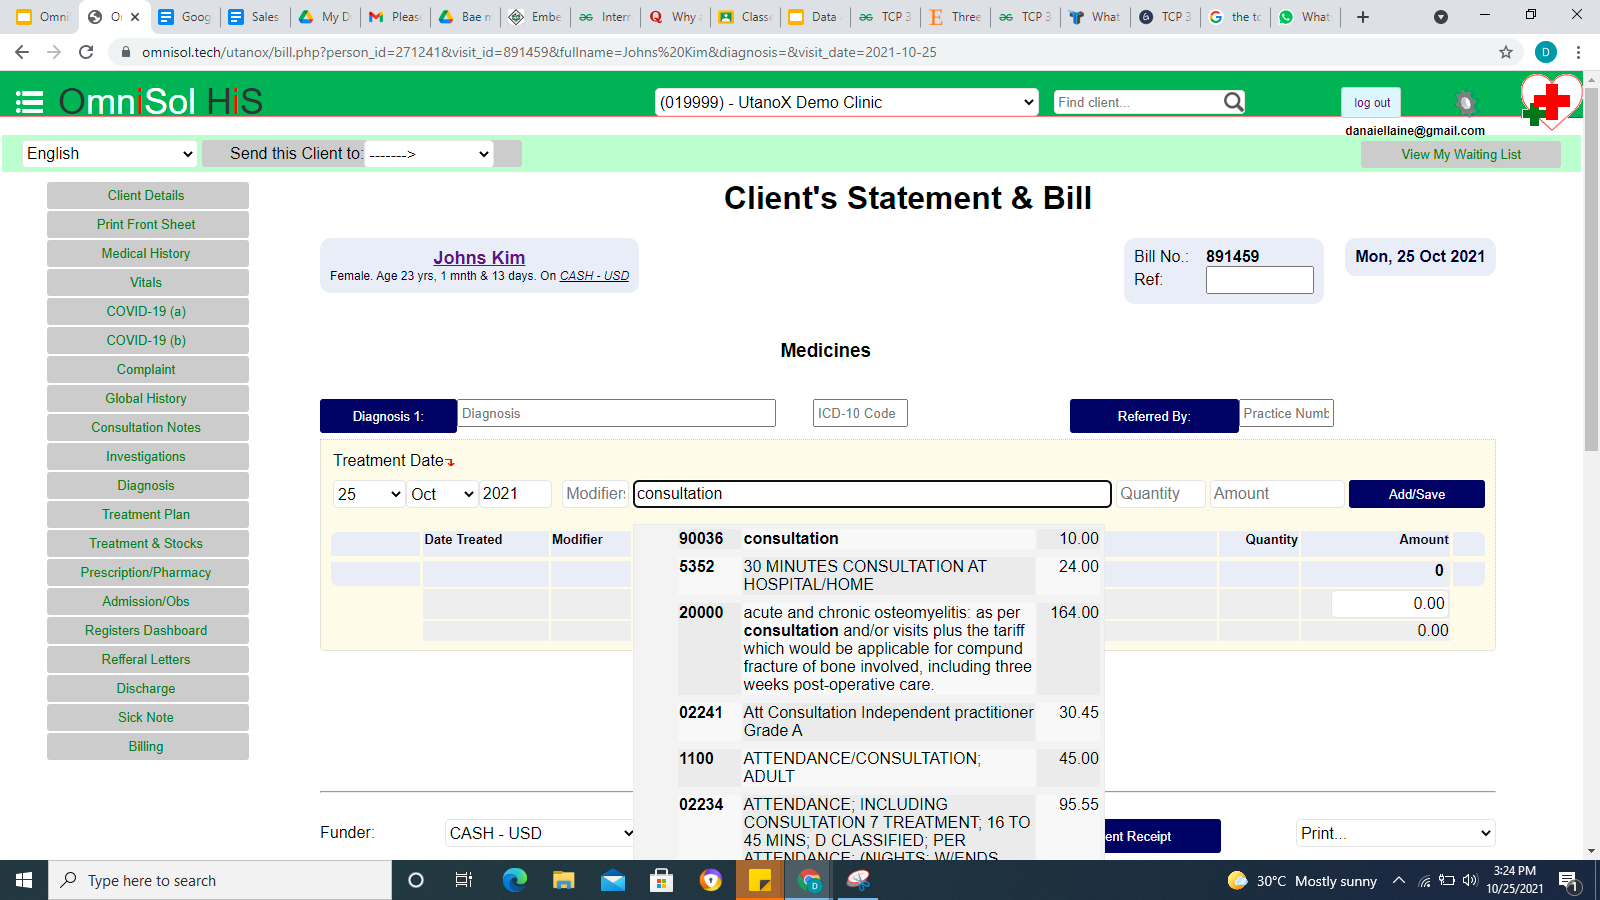 Omni
O
Goog
Sales
My D
Please
Bae n
Embe
Interr
Why
Classe
Data
TCP 3
Three
TCP 3
What
TCP 3
the to
What
omnisol.tech/utanox/bill.php?person_id=271241&visit_id=891459&fullname=Johns%20Kim&diagnosis=&visit_date=2021-10-25
D
OmniSol HiS
(019999) - UtanoX Demo Clinic
Find client...
log out
danaiellaine@gmail.com
English
Send this Client to:
------->
View My Waiting List
Client Details
Print Front Sheet
Medical History
Vitals
COVID-19 (a)
COVID-19 (b)
Complaint
Global History
Consultation Notes
Investigations
Diagnosis
Treatment Plan
Treatment & Stocks
Prescription/Pharmacy
Admission/Obs
Registers Dashboard
Refferal Letters
Discharge
Sick Note
Billing
Client's Statement & Bill
Johns Kim
Female. Age 23 yrs, 1 mnth & 13 days. On CASH - USD
Bill No.: 891459
Ref:
Mon, 25 Oct 2021
Medicines
Diagnosis 1:
Diagnosis
ICD-10 Code
Referred By:
Practice Numb
Treatment Date
25
Oct
2021
Modifier
consultation
Quantity
Amount
Add/Save
Date Treated
Modifier
Quantity
Amount
0
0.00
0.00
90036 consultation 10.00
5352 30 MINUTES CONSULTATION AT 24.00
HOSPITAL/HOME
20000 acute and chronic osteomyelitis: as per 164.00
consultation and/or visits plus the tariff
which would be applicable for compund
fracture of bone involved, including three
weeks post-operative care.
02241 Att Consultation Independent practitioner 30.45
Grade A
1100 ATTENDANCE/CONSULTATION; 45.00
ADULT
02234 ATTENDANCE; INCLUDING 95.55
CONSULTATION 7 TREATMENT; 16 TO
45 MINS; D CLASSIFIED; PER
ATTENDANCE; (NIGHTS; W/ENDS
Funder:
CASH - USD
ent Receipt
Print...
Type here to search
D
30°C Mostly sunny
3:24 PM
10/25/2021
1